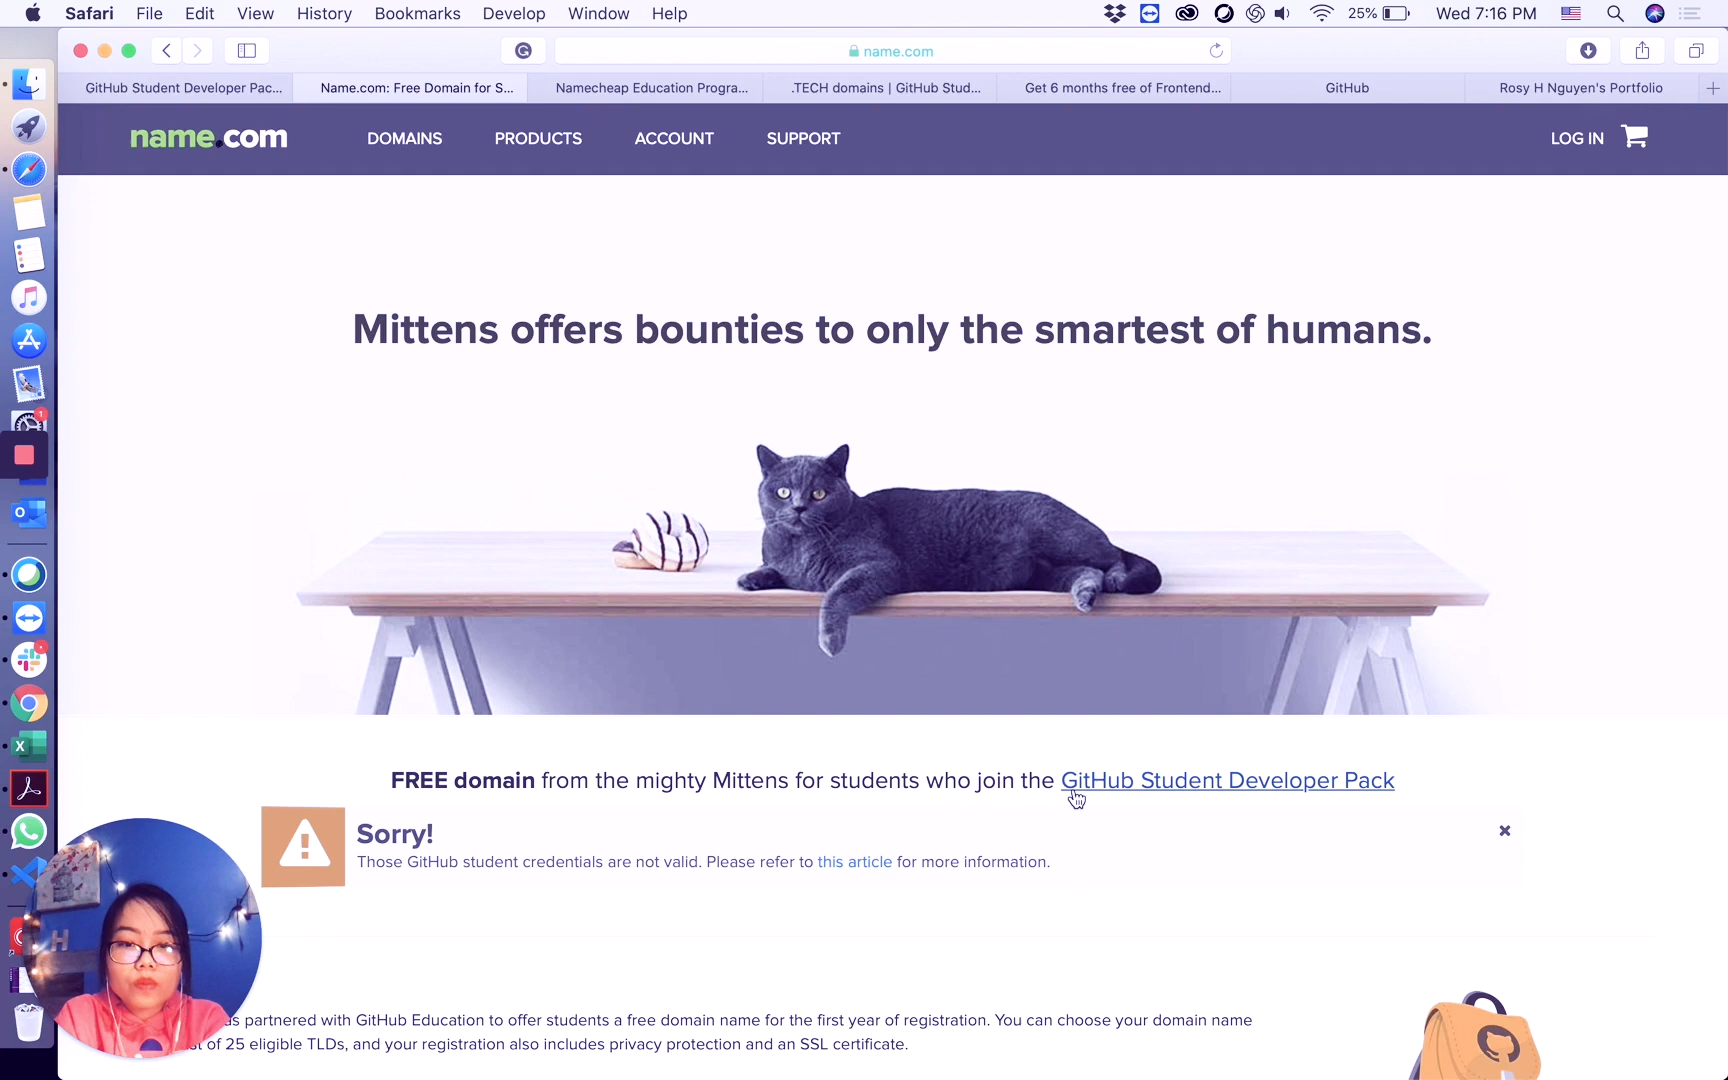 Safari File Edit View History Bookmarks Develop Window Help 25% Wed 7:16 PM
name.com
GitHub Student Developer Pac... Name.com: Free Domain for S... Namecheap Education Progra... .TECH domains | GitHub Stud... Get 6 months free of Frontend... GitHub Rosy H Nguyen's Portfolio
name.com DOMAINS PRODUCTS ACCOUNT SUPPORT LOG IN
Mittens offers bounties to only the smartest of humans.
FREE domain from the mighty Mittens for students who join the GitHub Student Developer Pack
Sorry!
Those GitHub student credentials are not valid. Please refer to this article for more information.
as partnered with GitHub Education to offer students a free domain name for the first year of registration. You can choose your domain name
of 25 eligible TLDs, and your registration also includes privacy protection and an SSL certificate.